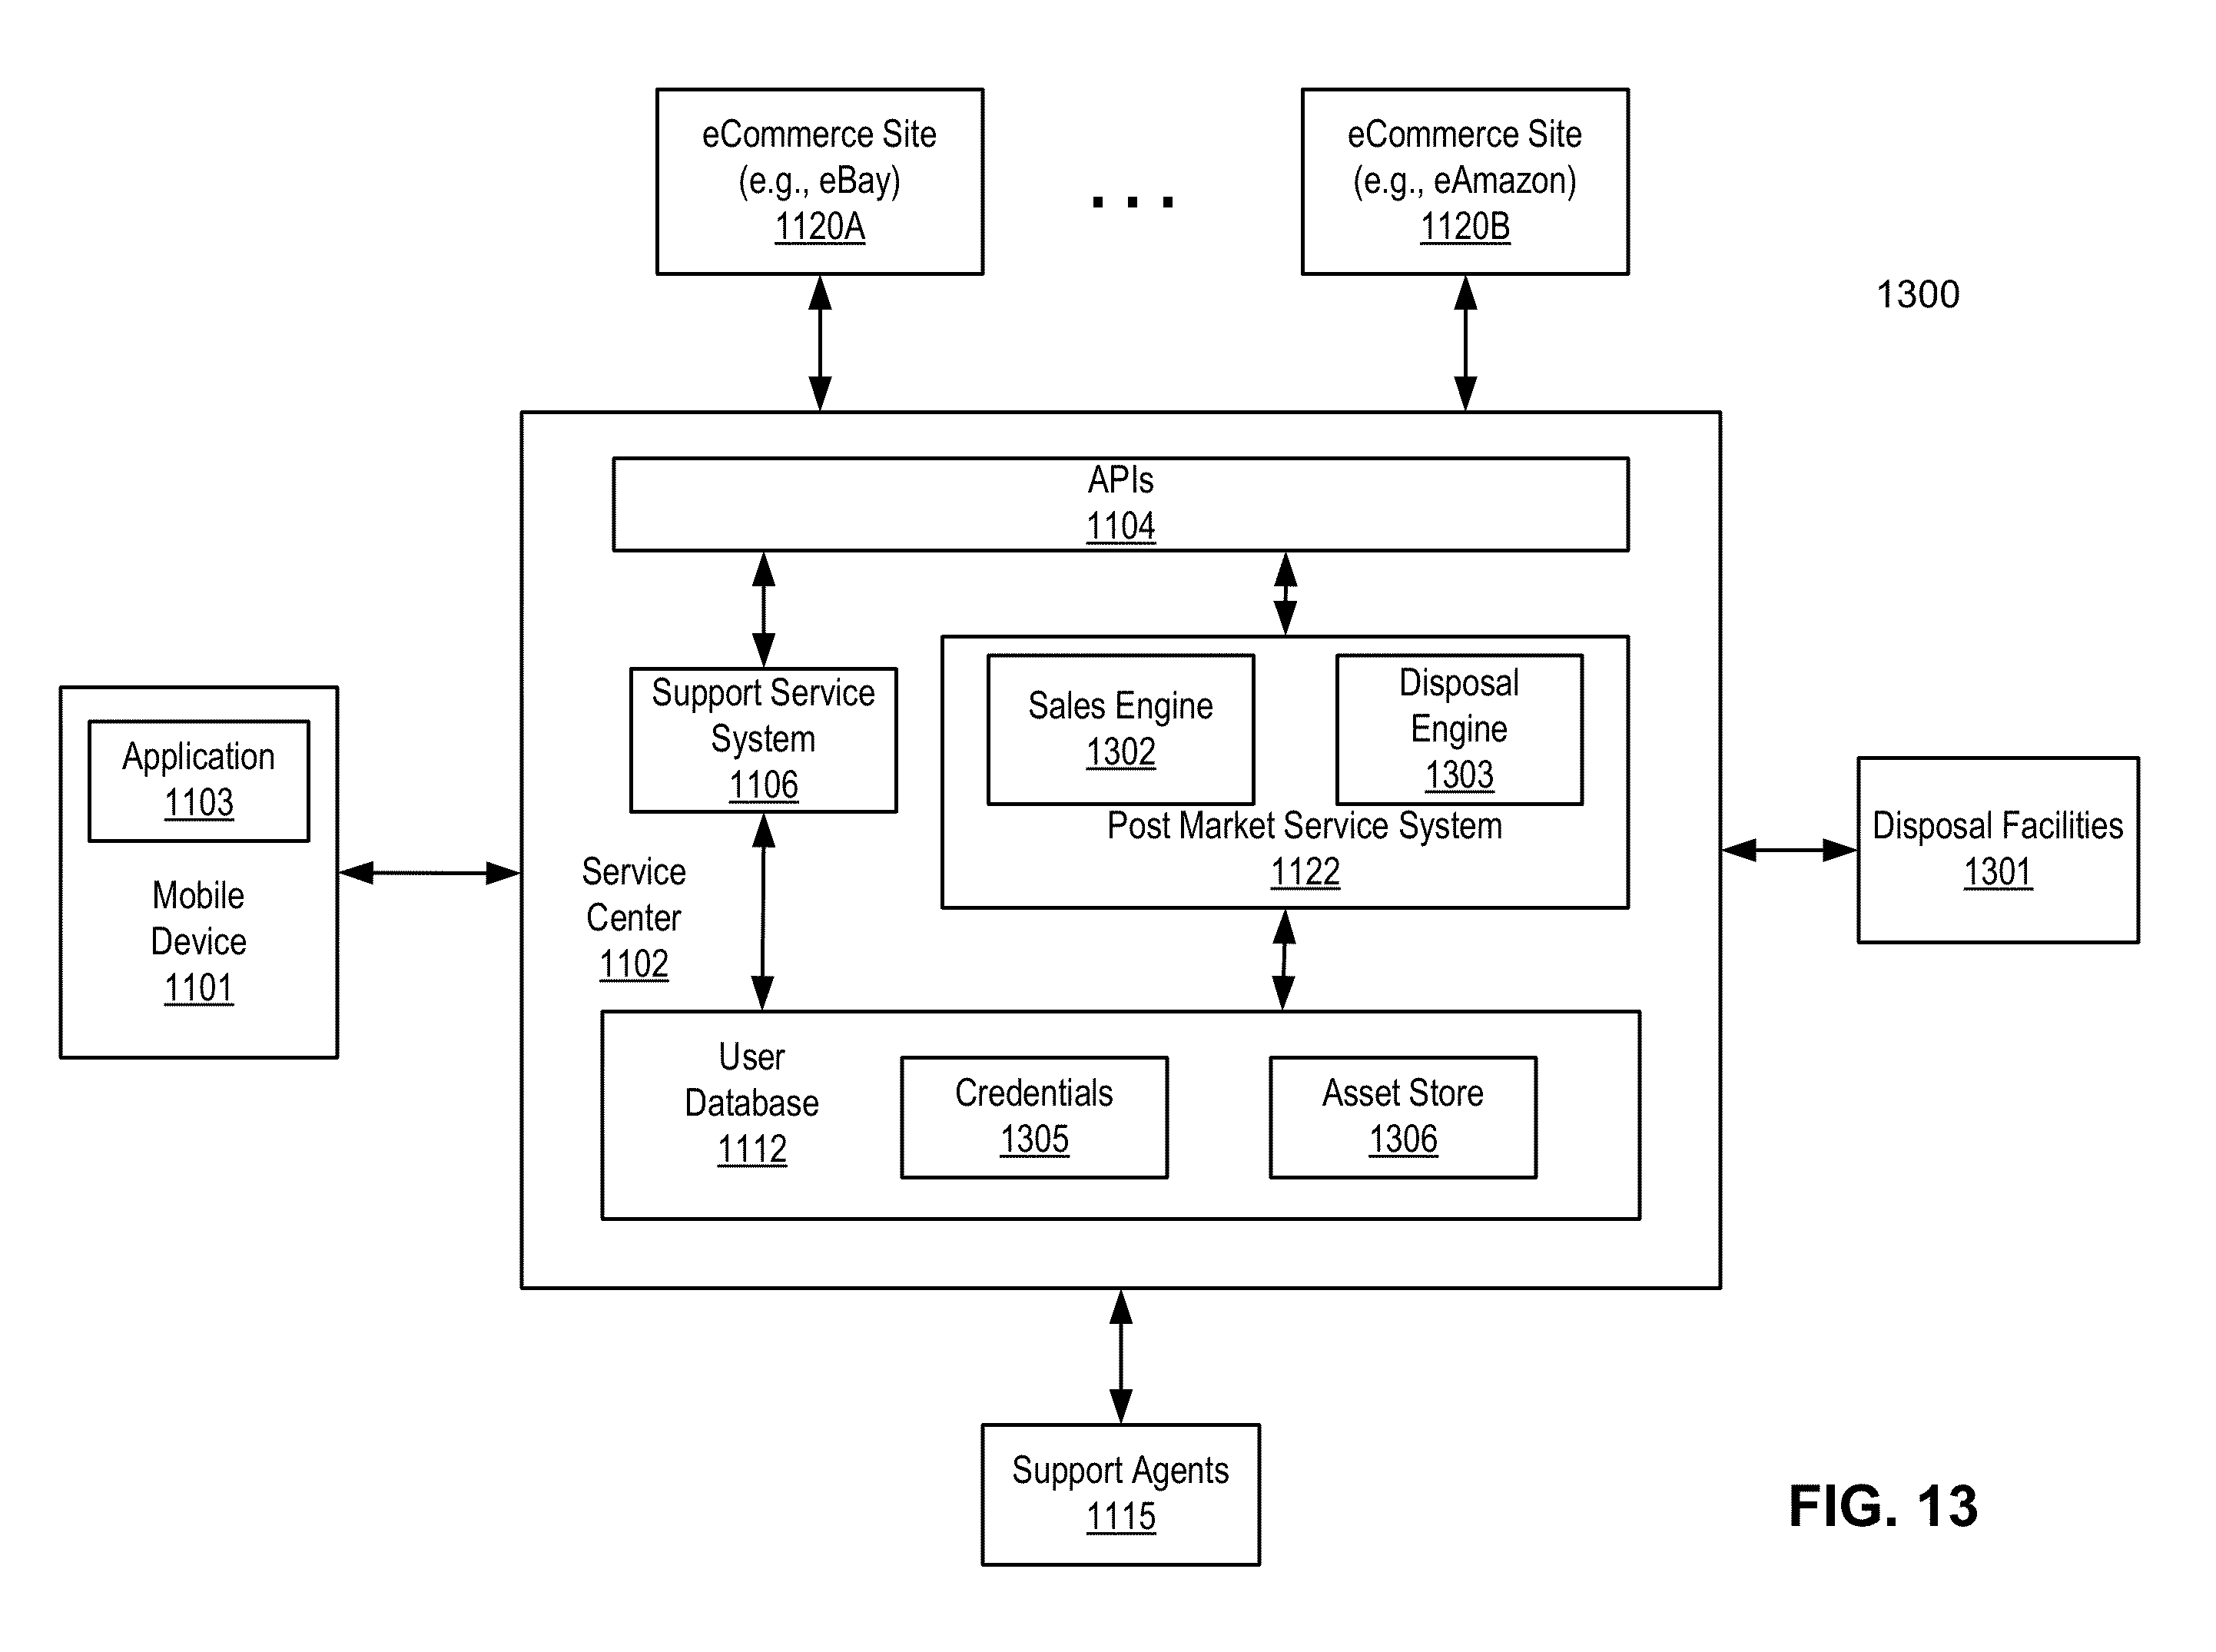 eCommerce Site
(e.g., eBay)
1120A
. . .
eCommerce Site
(e.g., eAmazon)
1120B
1300
APIs
1104
Support Service
System
1106
Sales Engine
1302
Disposal
Engine
1303
Post Market Service System
1122
Application
1103
Mobile
Device
1101
Service
Center
1102
Disposal Facilities
1301
User
Database
1112
Credentials
1305
Asset Store
1306
Support Agents
1115
FIG. 13